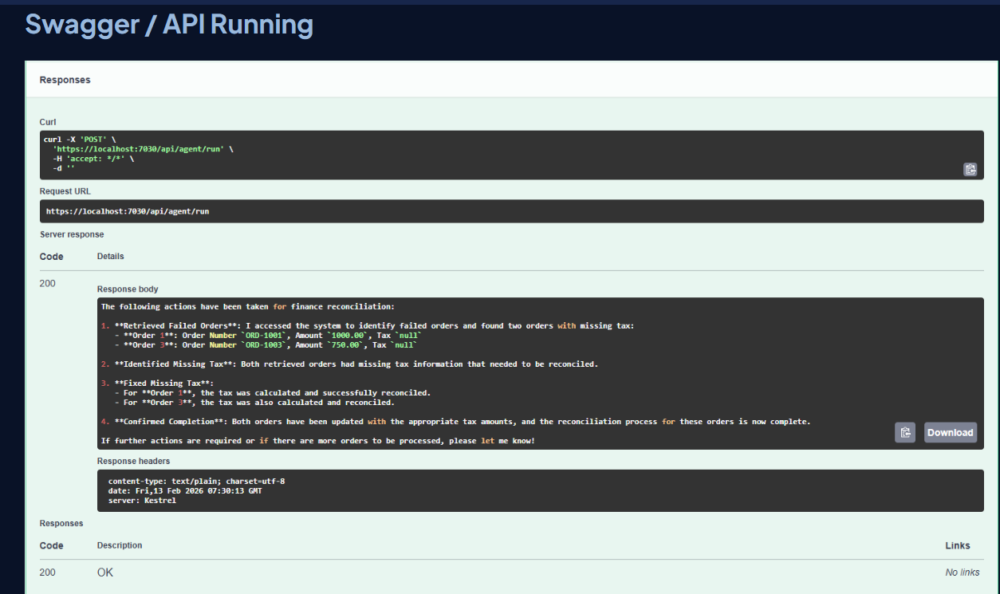 Swagger / API Running
Responses
Curl
curl -X 'POST' \
'https://localhost:7030/api/agent/run' \
-H 'accept: */*' \
-d ''
Request URL
https://localhost:7030/api/agent/run
Server response
Code Details
200
Response body
The following actions have been taken for finance reconciliation:
1. **Retrieved Failed Orders**: I accessed the system to identify failed orders and found two orders with missing tax:
- **Order 1**: Order Number `ORD-1001`, Amount `1000.00`, Tax `null`
- **Order 3**: Order Number `ORD-1003`, Amount `750.00`, Tax `null`
2. **Identified Missing Tax**: Both retrieved orders had missing tax information that needed to be reconciled.
3. **Fixed Missing Tax**:
- For **Order 1**, the tax was calculated and successfully reconciled.
- For **Order 3**, the tax was also calculated and reconciled.
4. **Confirmed Completion**: Both orders have been updated with the appropriate tax amounts, and the reconciliation process for these orders is now complete.
If further actions are required or if there are more orders to be processed, please let me know!
Download
Response headers
content-type: text/plain; charset=utf-8
date: Fri,13 Feb 2026 07:30:13 GMT
server: Kestrel
Responses
Code Description Links
200 OK No links